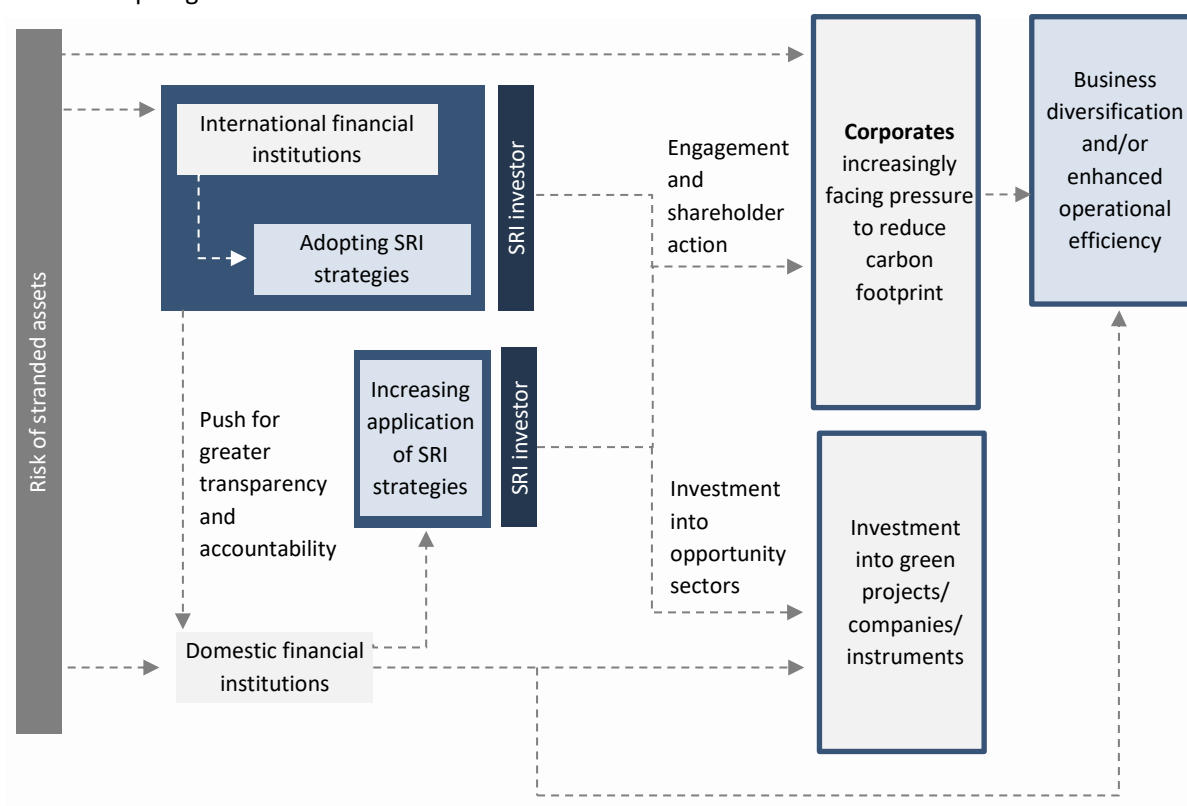 Risk of stranded assets
International financial
institutions
Adopting SRI
strategies
SRI investor
Push for
greater
transparency
and
accountability
Increasing
application
of SRI
strategies
SRI investor
Domestic financial
institutions
Engagement
and
shareholder
action
Investment
into
opportunity
sectors
Corporates
increasingly
facing pressure
to reduce
carbon
footprint
Investment
into green
projects/
companies/
instruments
Business
diversification
and/or
enhanced
operational
efficiency